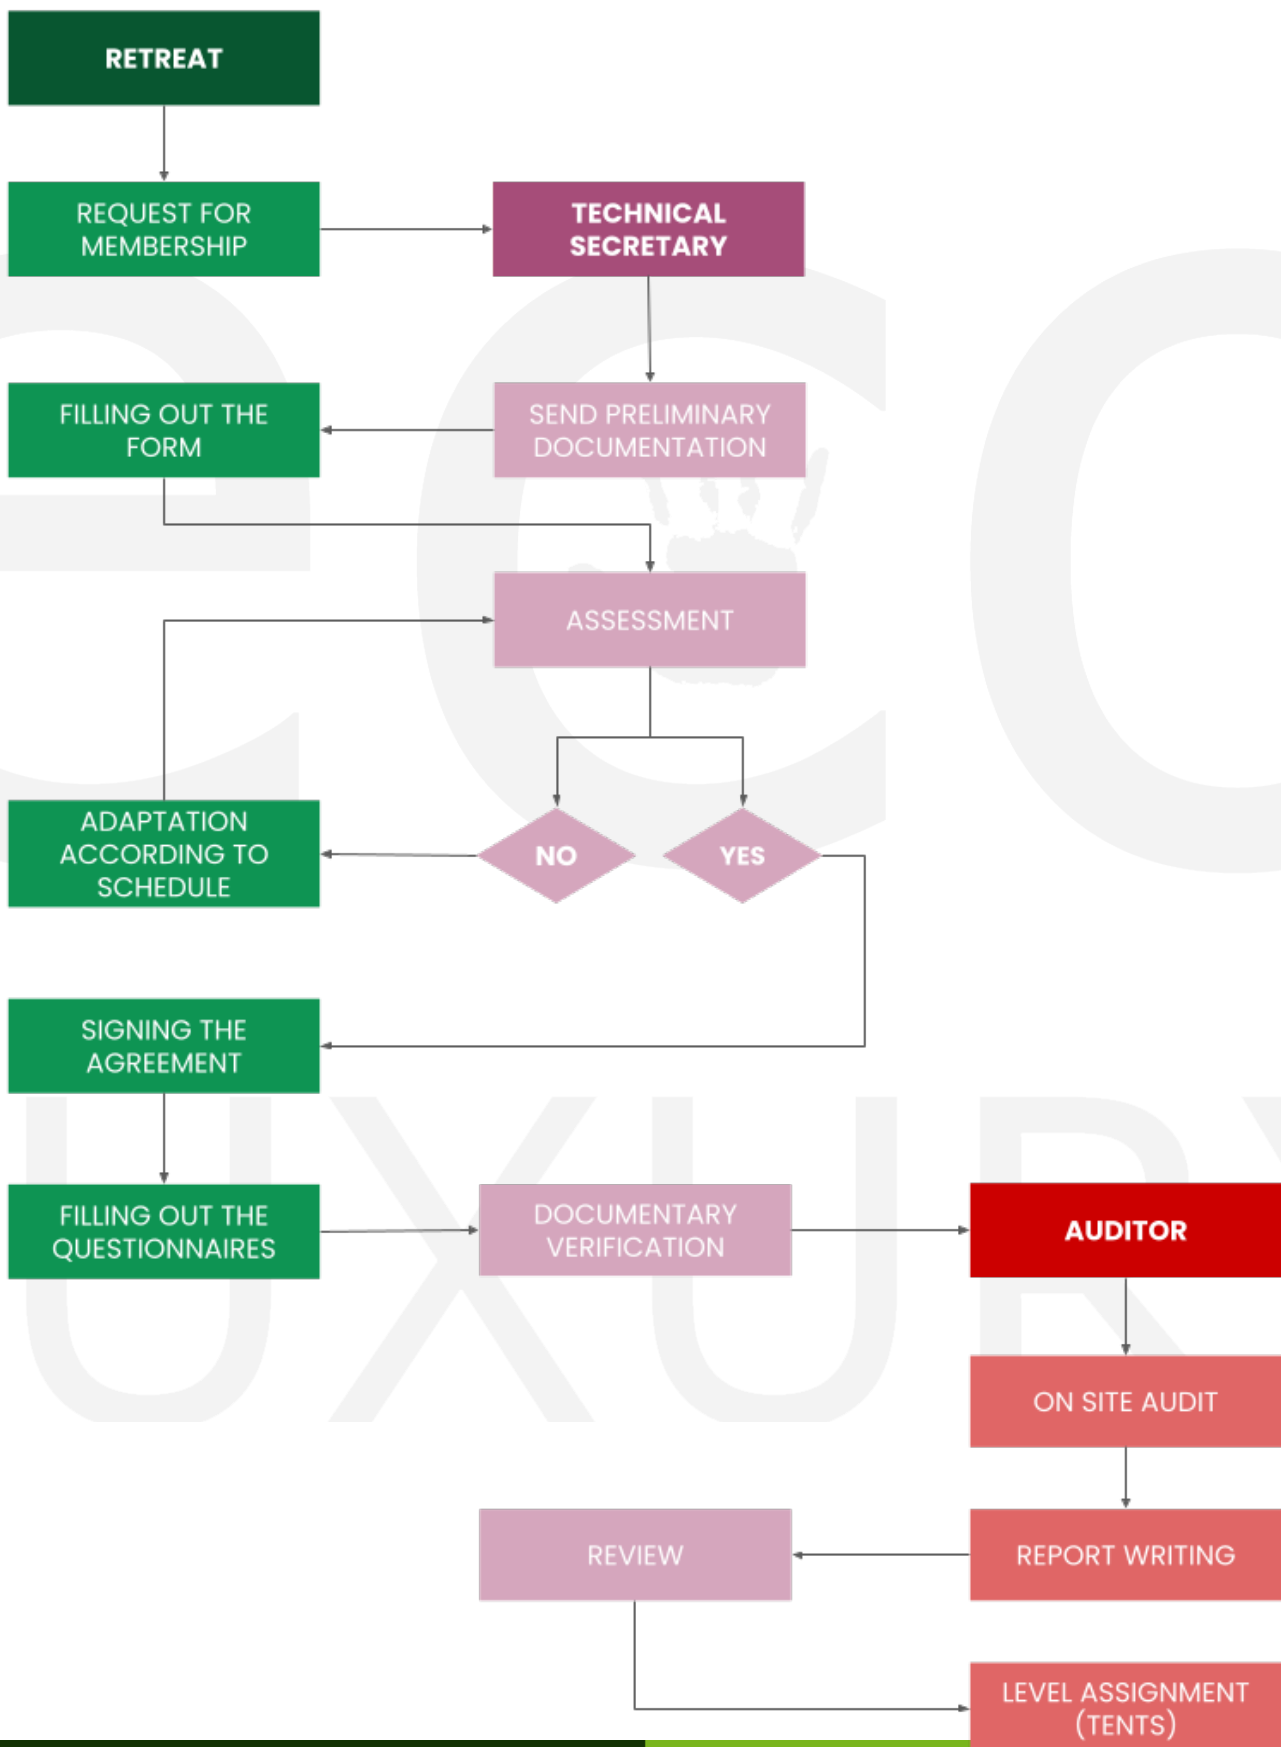 RETREAT
REQUEST FOR
MEMBERSHIP
TECHNICAL
SECRETARY
FILLING OUT THE
FORM
SEND PRELIMINARY
DOCUMENTATION
ASSESSMENT
ADAPTATION
ACCORDING TO
SCHEDULE
NO
YES
SIGNING THE
AGREEMENT
FILLING OUT THE
QUESTIONNAIRES
DOCUMENTARY
VERIFICATION
AUDITOR
ON SITE AUDIT
REVIEW
REPORT WRITING
LEVEL ASSIGNMENT
(TENTS)
ecc
UXURY